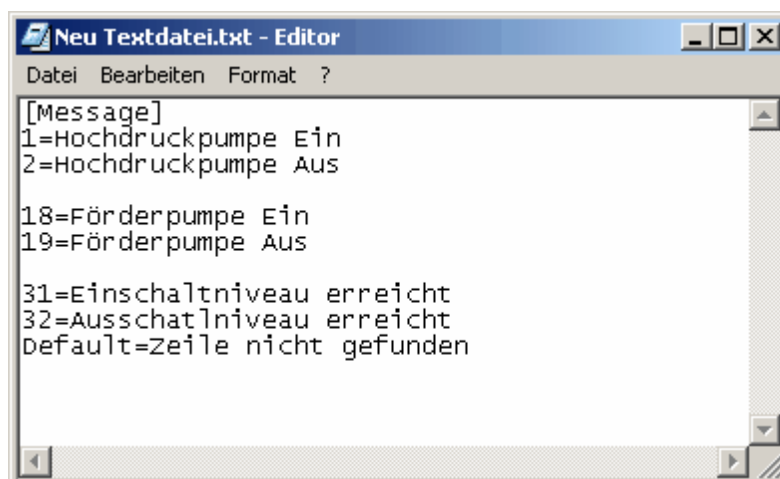 Neu Textdatei.txt - Editor
Datei Bearbeiten Format ?
[Message]
1=Hochdruckpumpe Ein
2=Hochdruckpumpe Aus
18=Förderpumpe Ein
19=Förderpumpe Aus
31=Einschaltniveau erreicht
32=Ausschatlniveau erreicht
Default=Zeile nicht gefunden